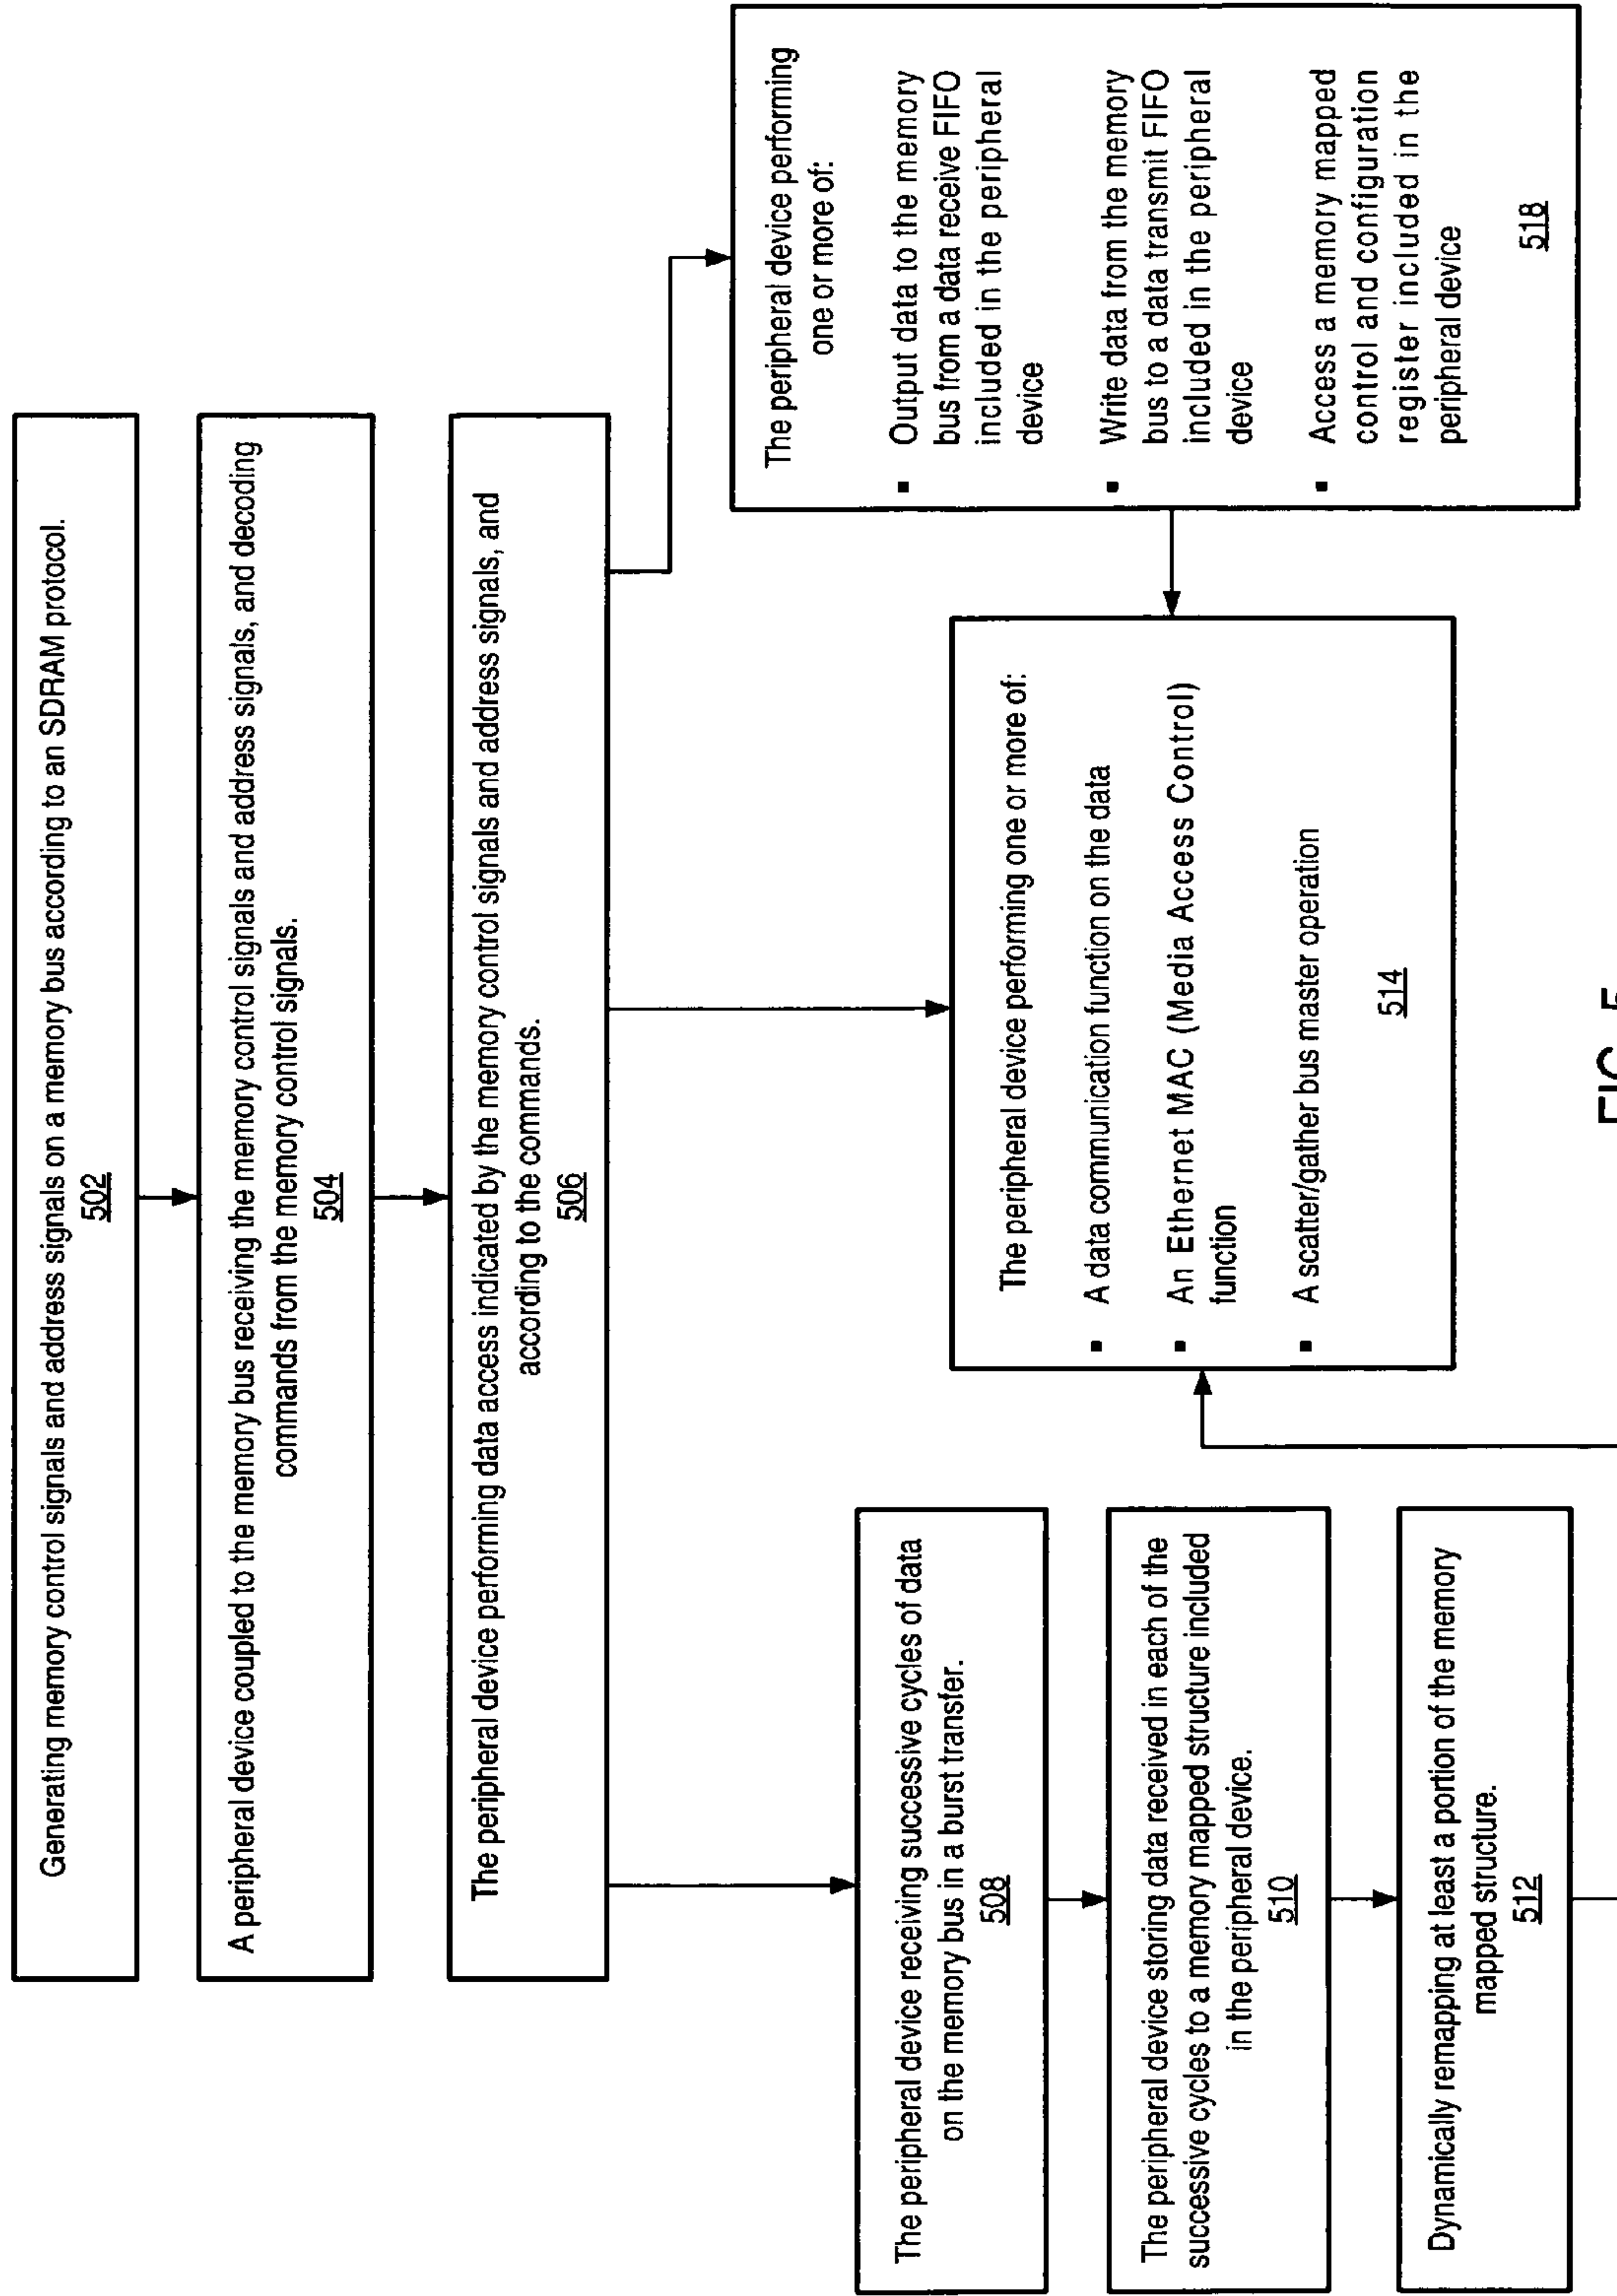 Generating memory control signals and address signals on a memory bus according to an SDRAM protocol.
502
A peripheral device coupled to the memory bus receiving the memory control signals and address signals, and decoding
commands from the memory control signals.
504
The peripheral device performing data access indicated by the memory control signals and address signals, and
according to the commands.
506
The peripheral device receiving successive cycles of data
on the memory bus in a burst transfer.
508
The peripheral device storing data received in each of the
successive cycles to a memory mapped structure included
in the peripheral device.
510
Dynamically remapping at least a portion of the memory
mapped structure.
512
The peripheral device performing one or more of:
▪ A data communication function on the data
▪ An Ethernet MAC (Media Access Control)
function
▪ A scatter/gather bus master operation
514
The peripheral device performing
one or more of:
▪ Output data to the memory
bus from a data receive FIFO
included in the peripheral
device
▪ Write data from the memory
bus to a data transmit FIFO
included in the peripheral
device
▪ Access a memory mapped
control and configuration
register included in the
peripheral device
518